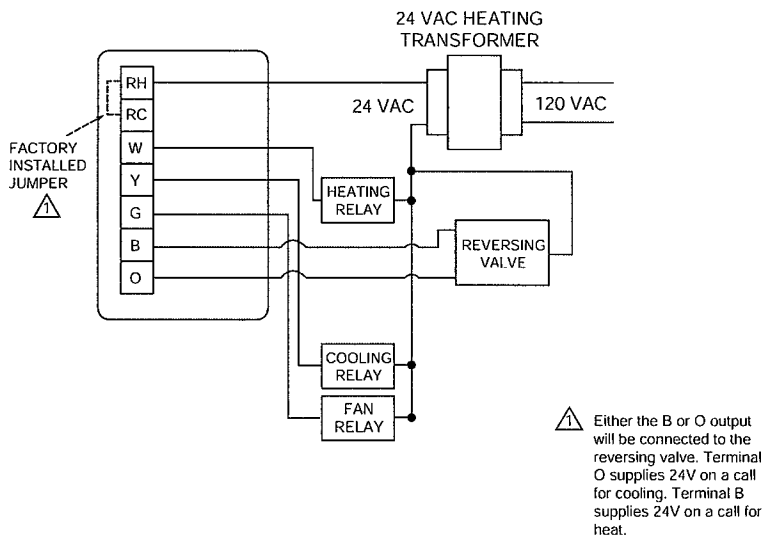 24 VAC HEATING
TRANSFORMER
RH
RC
W
Y
G
B
O
24 VAC
120 VAC
FACTORY
INSTALLED
JUMPER
1
HEATING
RELAY
REVERSING
VALVE
COOLING
RELAY
FAN
RELAY
1 Either the B or O output
will be connected to the
reversing valve. Terminal
O supplies 24V on a call
for cooling. Terminal B
supplies 24V on a call for
heat.